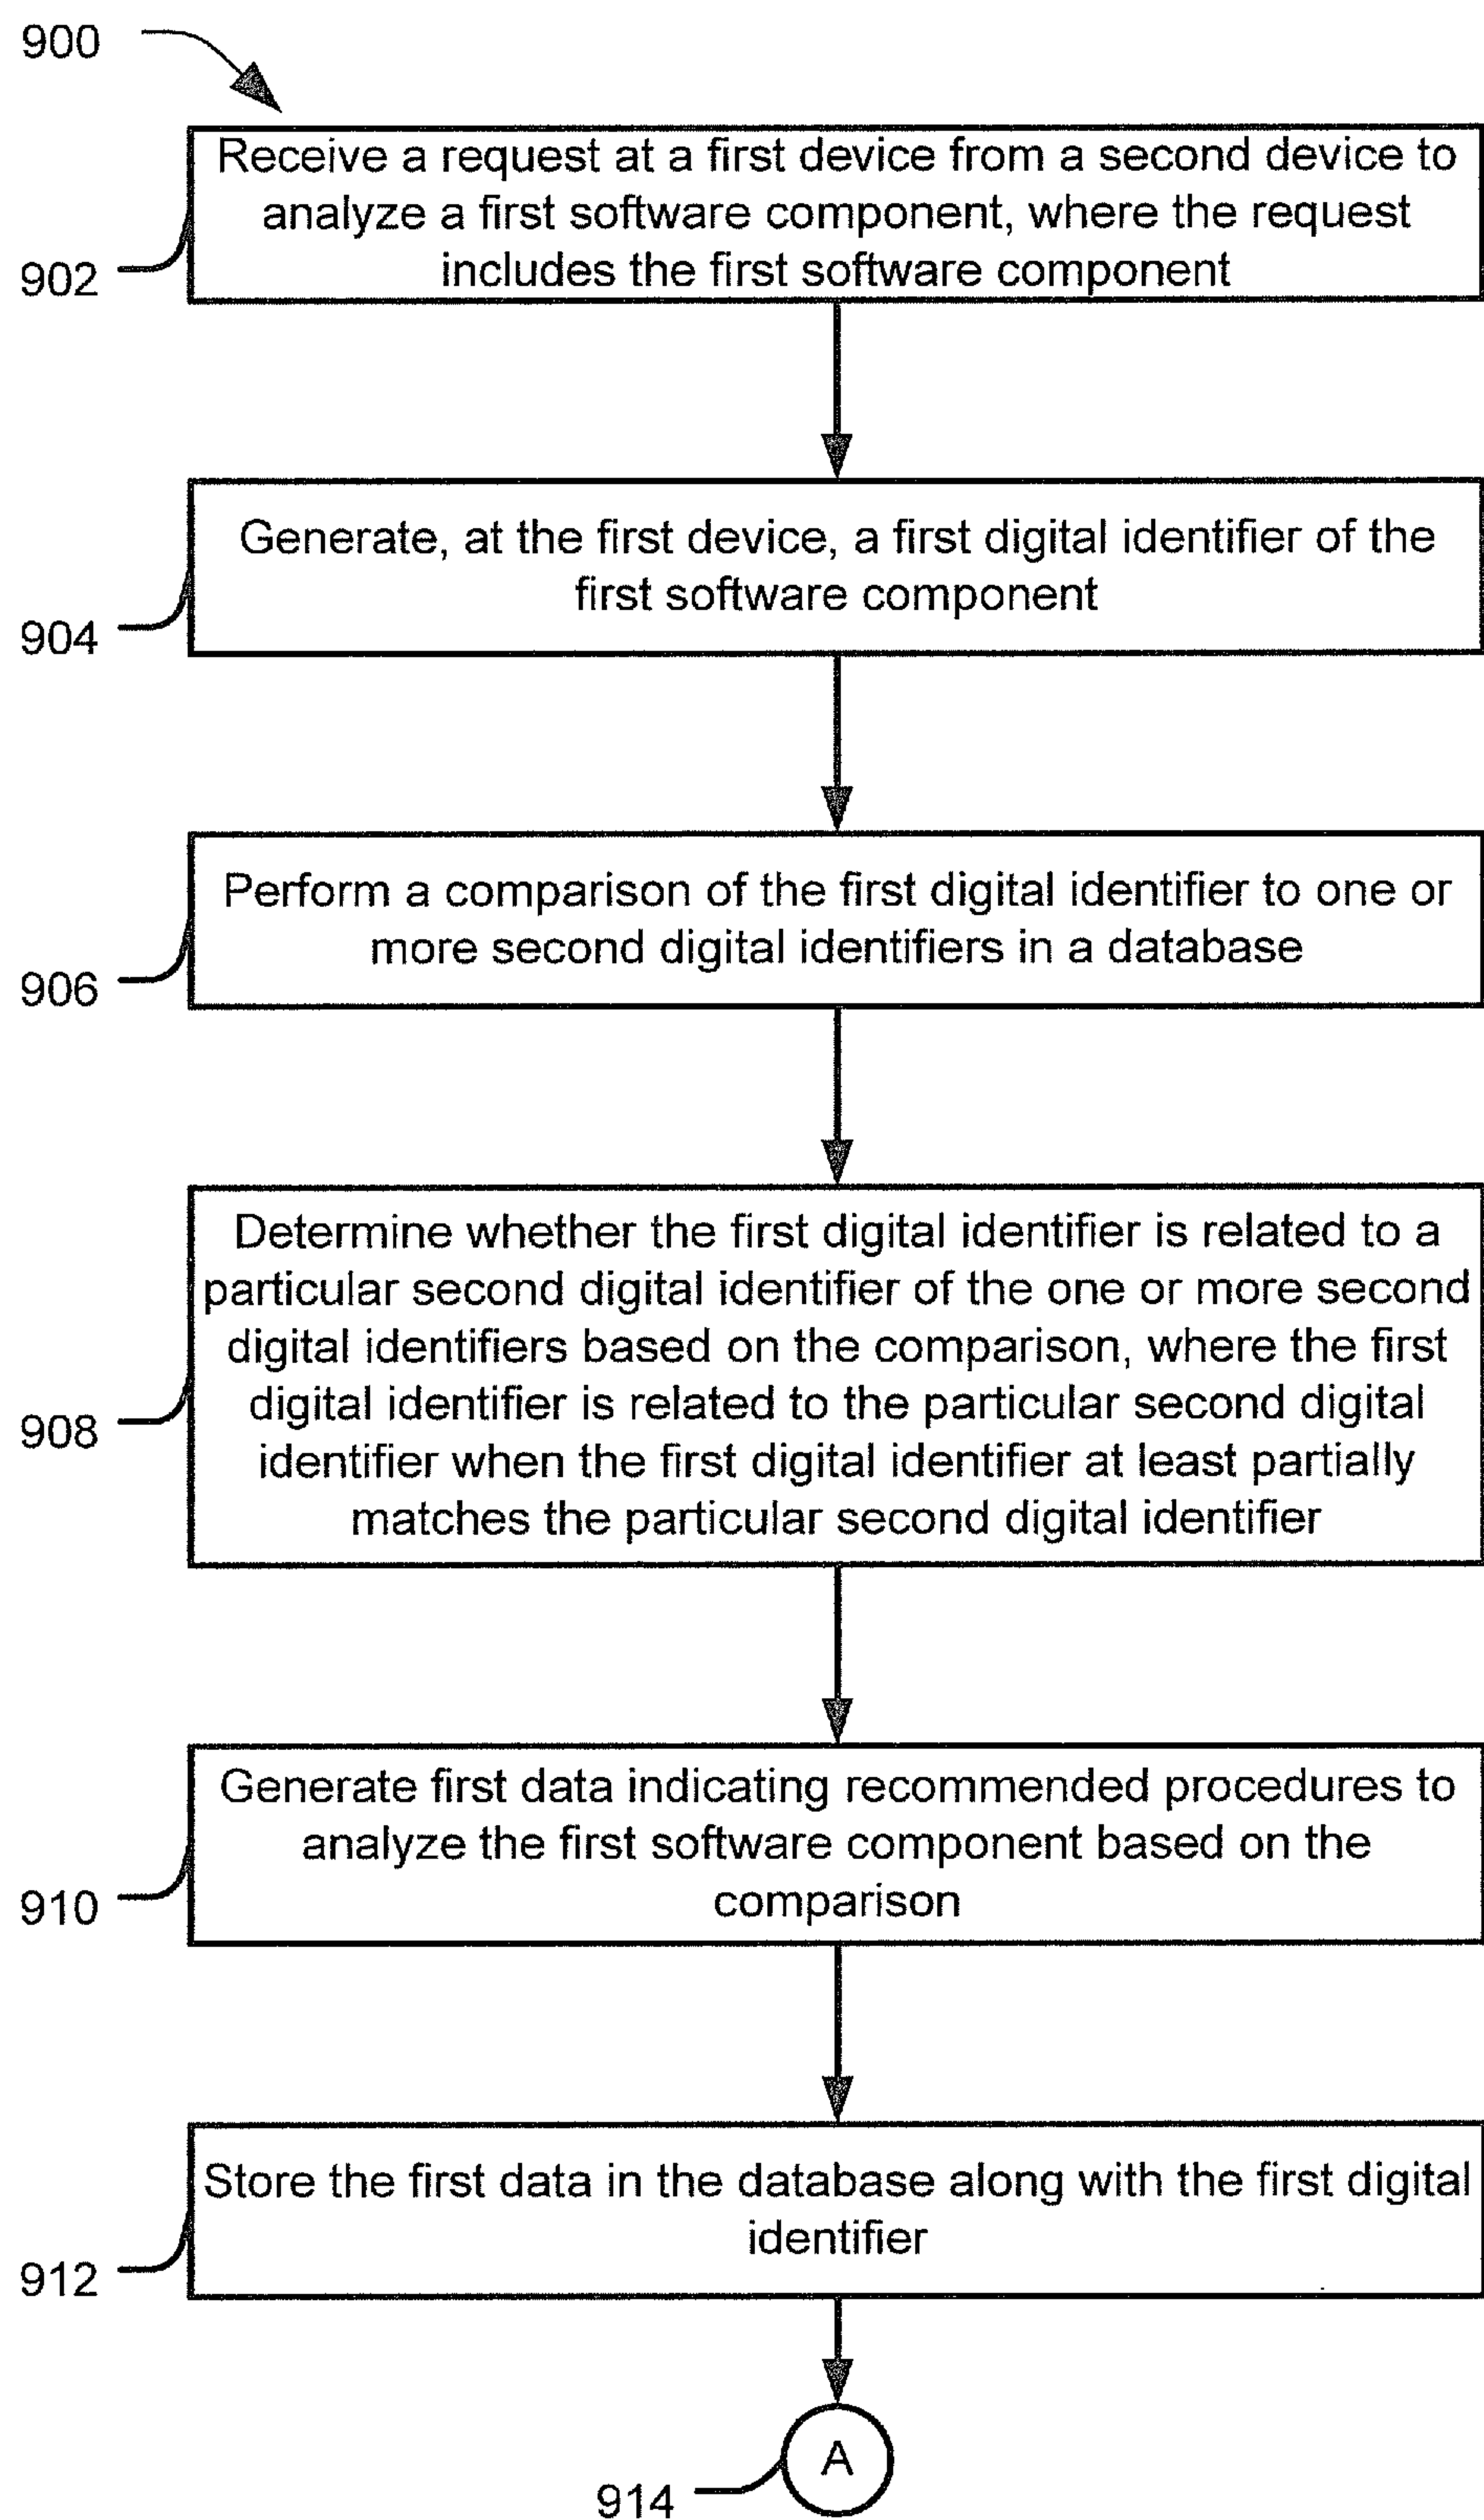 900
Receive a request at a first device from a second device to
analyze a first software component, where the request
includes the first software component
902
Generate, at the first device, a first digital identifier of the
first software component
904
Perform a comparison of the first digital identifier to one or
more second digital identifiers in a database
906
Determine whether the first digital identifier is related to a
particular second digital identifier of the one or more second
digital identifiers based on the comparison, where the first
digital identifier is related to the particular second digital
identifier when the first digital identifier at least partially
matches the particular second digital identifier
908
Generate first data indicating recommended procedures to
analyze the first software component based on the
comparison
910
Store the first data in the database along with the first digital
identifier
912
A
914